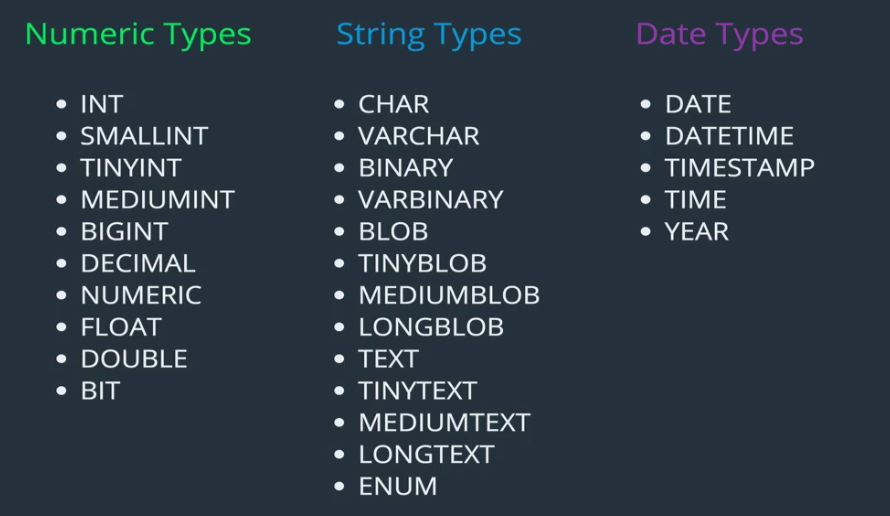 Numeric Types
INT
SMALLINT
TINYINT
MEDIUMINT
BIGINT
DECIMAL
NUMERIC
FLOAT
DOUBLE
BIT
String Types
CHAR
VARCHAR
BINARY
VARBINARY
BLOB
TINYBLOB
MEDIUMBLOB
LONGBLOB
TEXT
TINYTEXT
MEDIUMTEXT
LONGTEXT
ENUM
Date Types
DATE
DATETIME
TIMESTAMP
TIME
YEAR